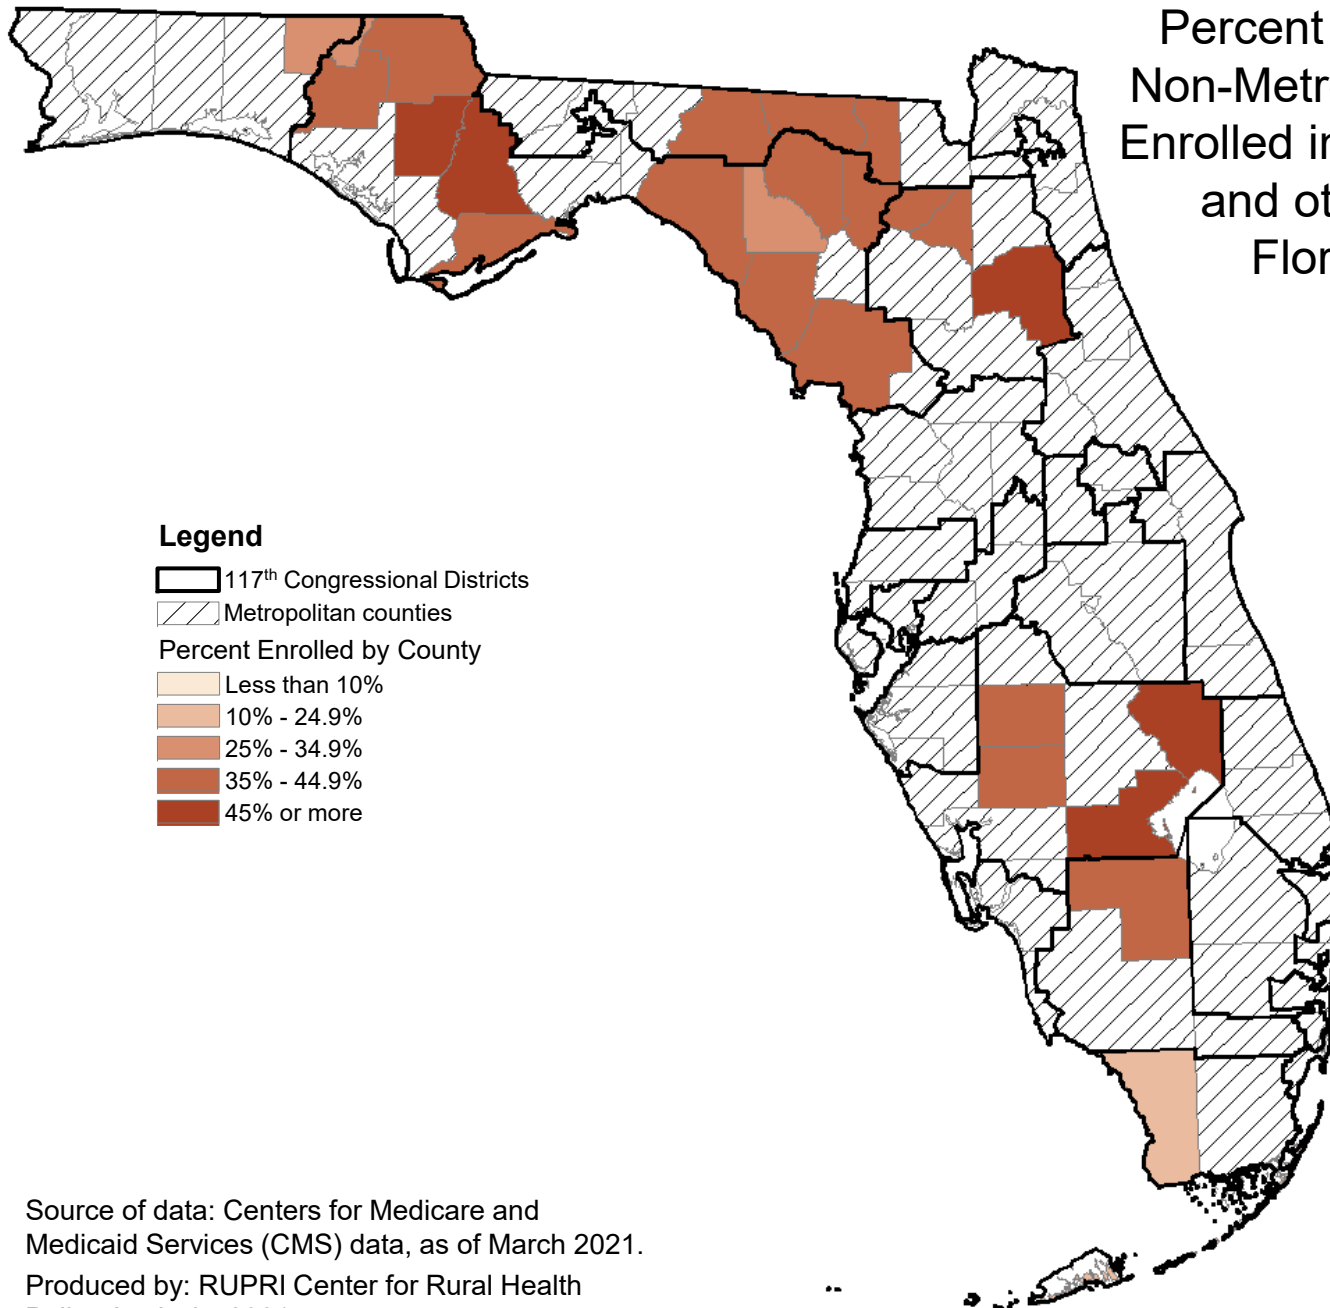 Percent
Non-Metr
Enrolled in
and ot
Flor
Legend
117th Congressional Districts
Metropolitan counties
Percent Enrolled by County
Less than 10%
10% - 24.9%
25% - 34.9%
35% - 44.9%
45% or more
Source of data: Centers for Medicare and
Medicaid Services (CMS) data, as of March 2021.
Produced by: RUPRI Center for Rural Health